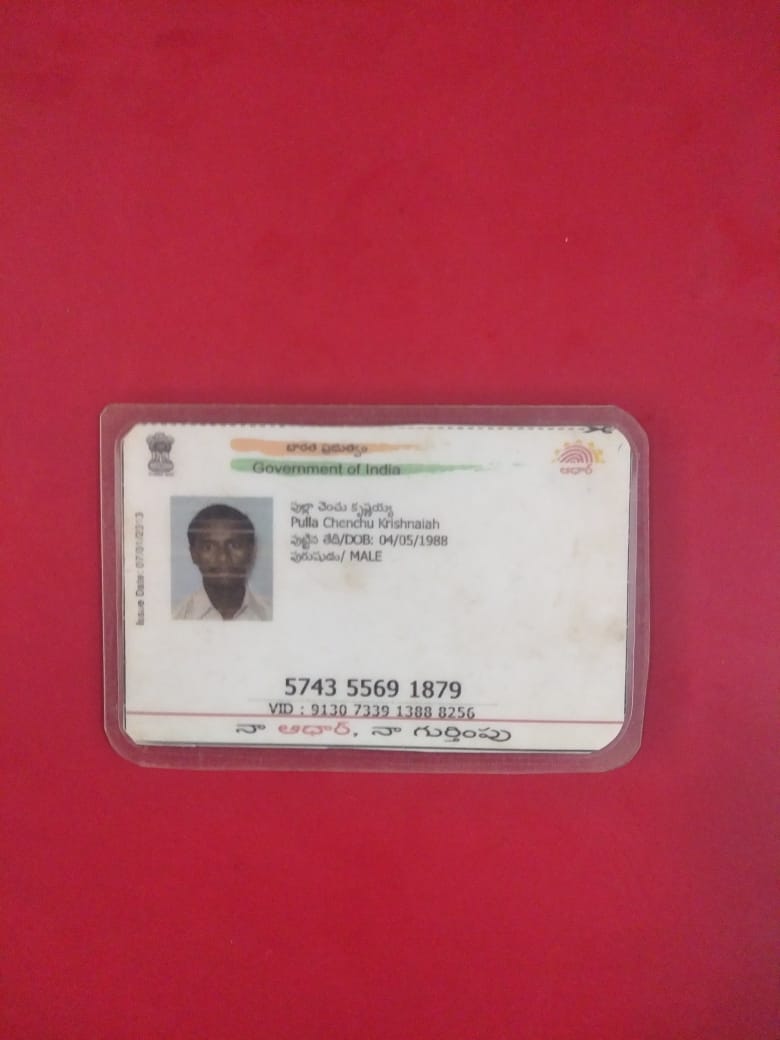 భారత ప్రభుత్వం
Government of India
ఆధార్
పుల్లా చెంచు కృష్ణయ్య
Pulla Chenchu Krishnaiah
పుట్టిన తేదీ/DOB: 04/05/1988
పురుషుడు/ MALE
Issue Date: 07/01/2013
5743 5569 1879
VID : 9130 7339 1388 8256
నా ఆధార్, నా గుర్తింపు